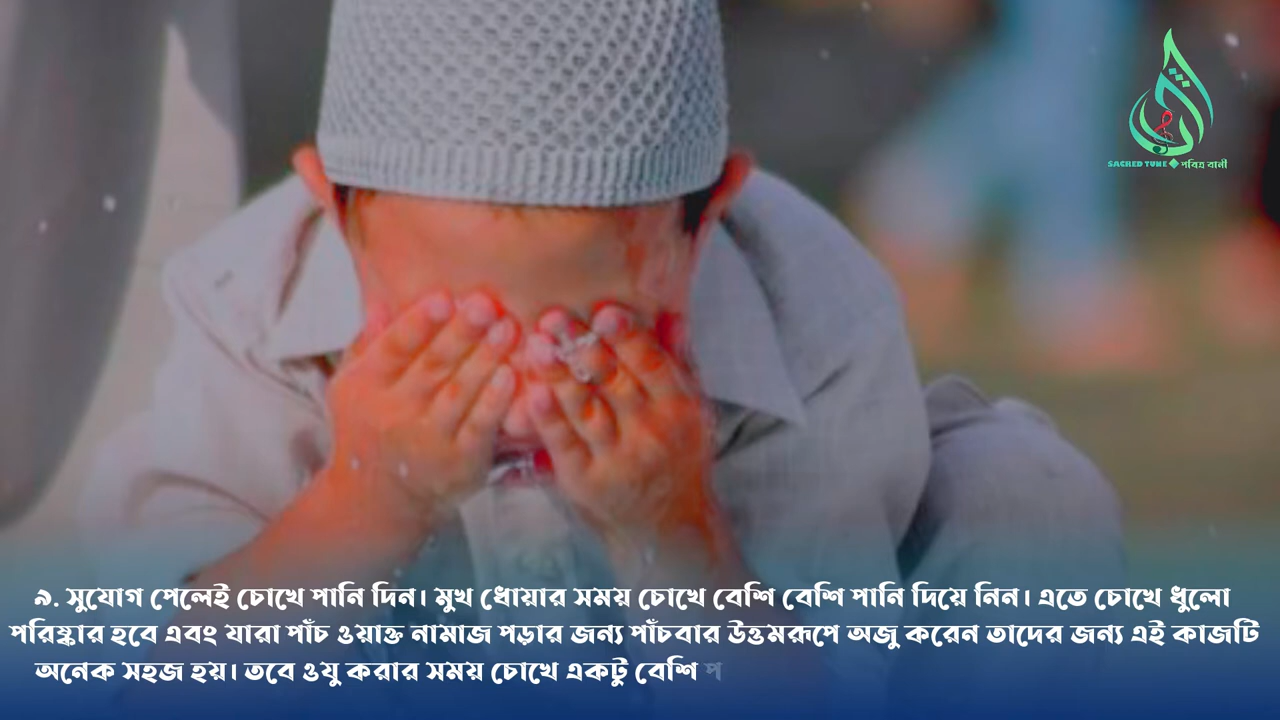 SACRED TUNE ◆ পবিত্র বানী
৯. সুযোগ পেলেই চোখে পানি দিন। মুখ ধোয়ার সময় চোখে বেশি বেশি পানি দিয়ে নিন। এতে চোখে ধুলো
পরিষ্কার হবে এবং যারা পাঁচ ওয়াক্ত নামাজ পড়ার জন্য পাঁচবার উত্তমরূপে অজু করেন তাদের জন্য এই কাজটি
অনেক সহজ হয়। তবে ওযু করার সময় চোখে একটু বেশি প